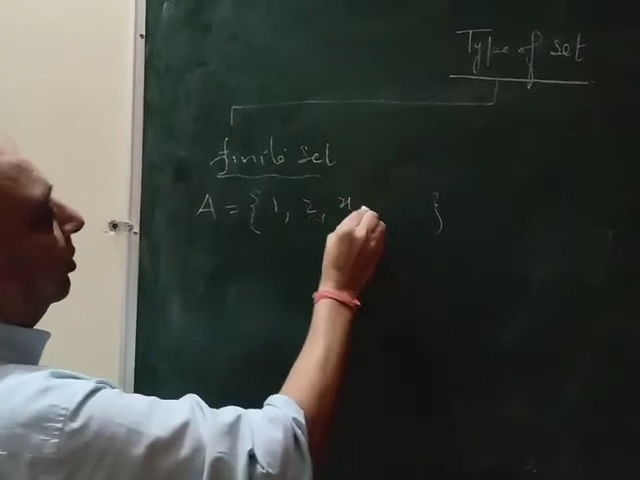 Type of set
finite set
A = { 1, 2, x }